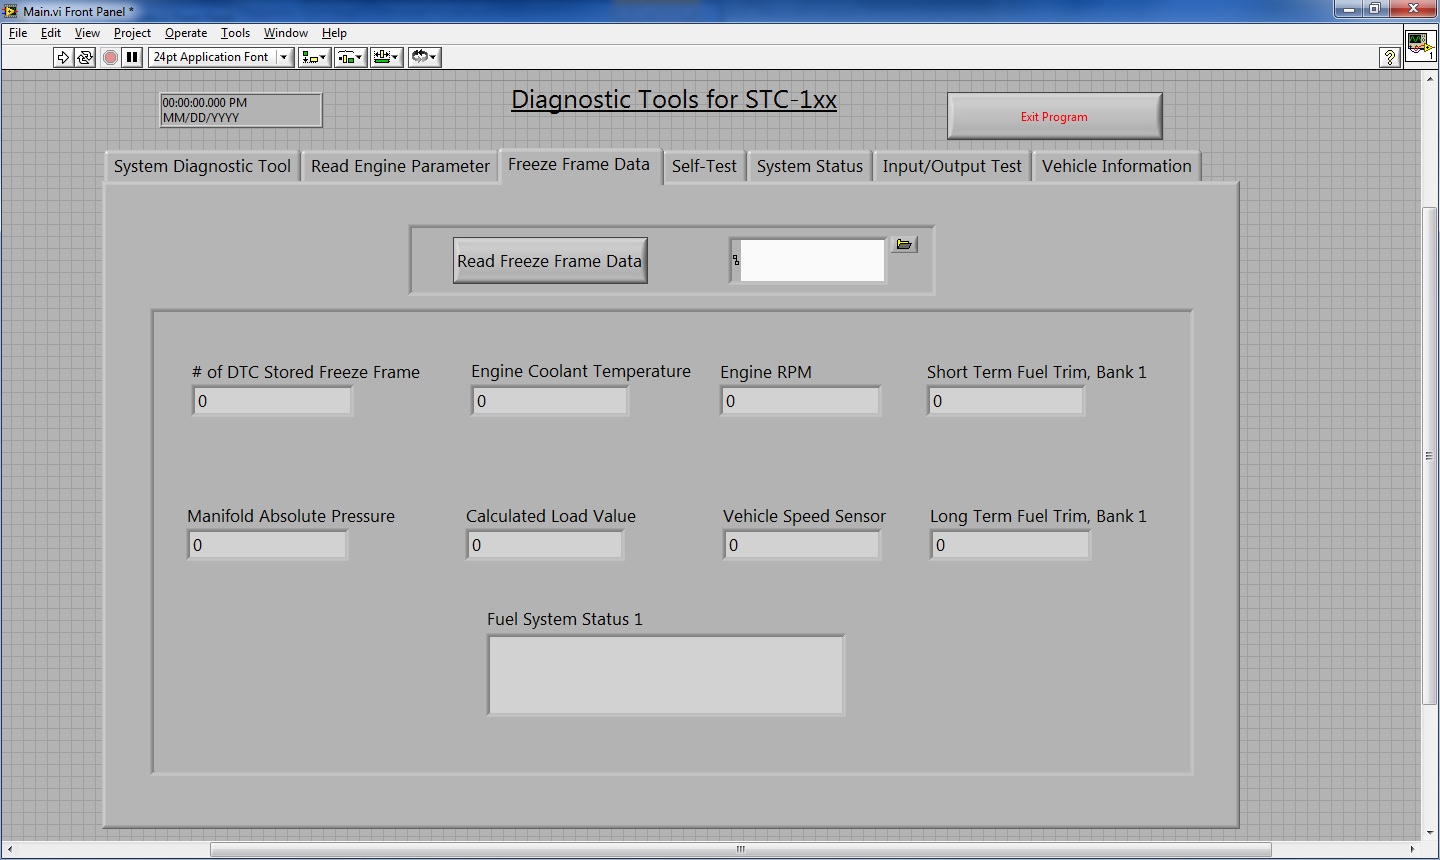 Main.vi Front Panel *
File Edit View Project Operate Tools Window Help
24pt Application Font
?
1
00:00:00.000 PM
MM/DD/YYYY
Diagnostic Tools for STC-1xx
Exit Program
System Diagnostic Tool Read Engine Parameter Freeze Frame Data Self-Test System Status Input/Output Test Vehicle Information
Read Freeze Frame Data
# of DTC Stored Freeze Frame Engine Coolant Temperature Engine RPM Short Term Fuel Trim, Bank 1
0 0 0 0
Manifold Absolute Pressure Calculated Load Value Vehicle Speed Sensor Long Term Fuel Trim, Bank 1
0 0 0 0
Fuel System Status 1